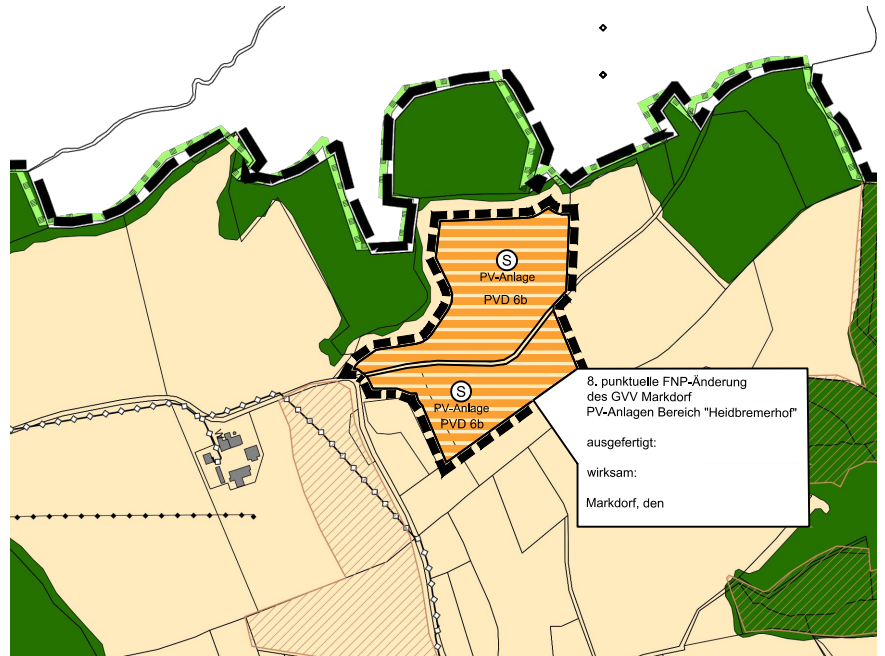 S
PV-Anlage
PVD 6b
S
PV-Anlage
PVD 6b
8. punktuelle FNP-Änderung
des GVV Markdorf
PV-Anlagen Bereich "Heidbremerhof"
ausgefertigt:
wirksam:
Markdorf, den